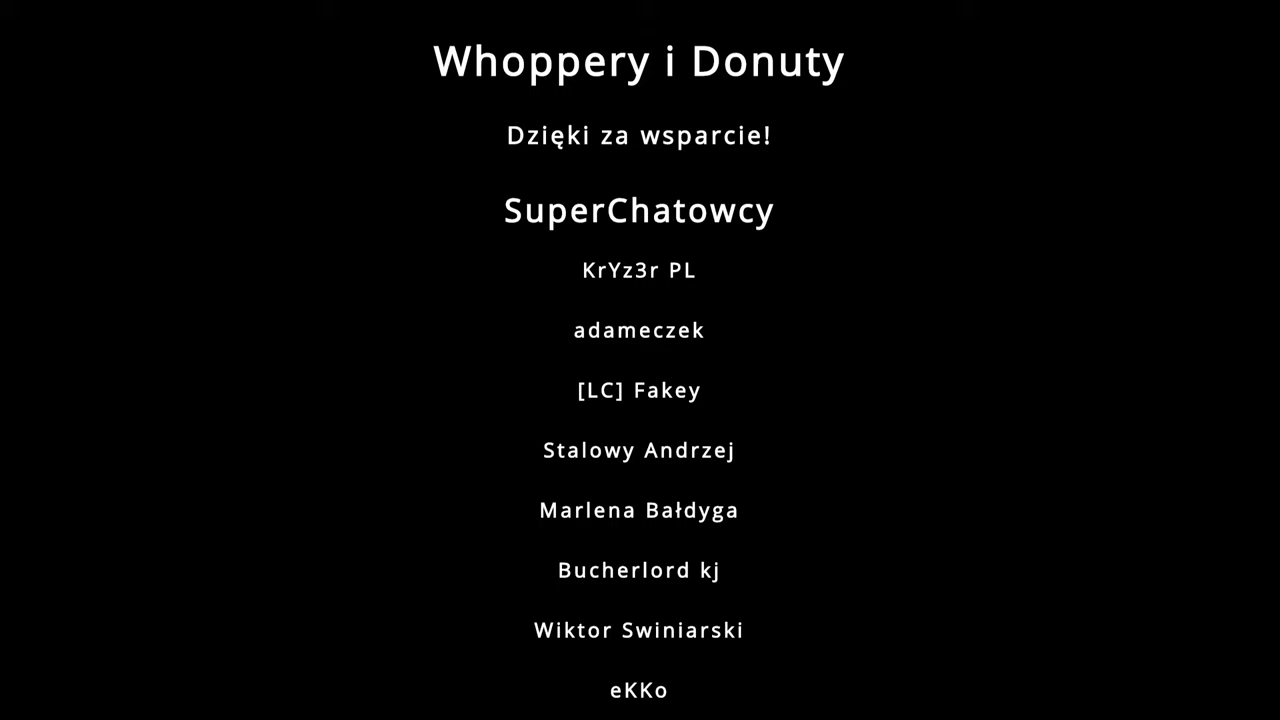 Whoppery i Donuty
Dzięki za wsparcie!
SuperChatowcy
KrYz3r PL
adameczek
[LC] Fakey
Stalowy Andrzej
Marlena Bałdyga
Bucherlord kj
Wiktor Swiniarski
eKKo